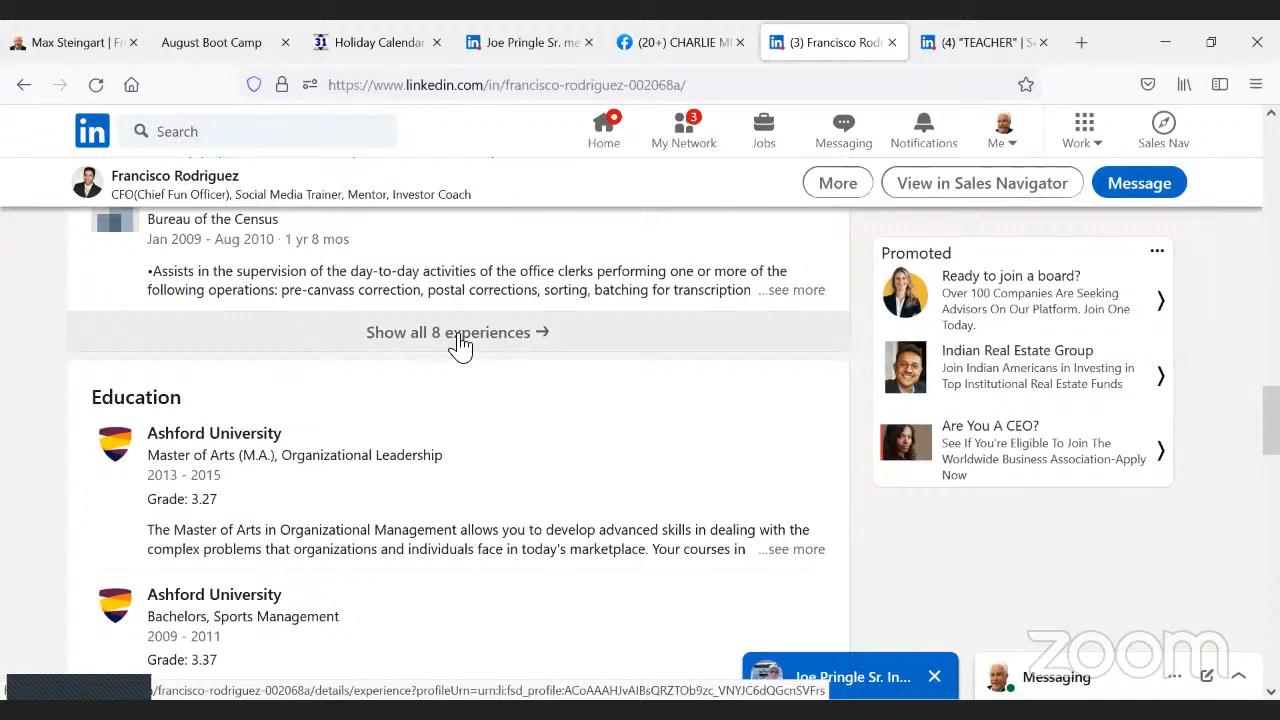 Max Steingart | Fr
August Boot Camp
31 Holiday Calendar
in Joe Pringle Sr. me
(20+) CHARLIE MI
in (3) Francisco Rodr
in (4) "TEACHER" | S
https://www.linkedin.com/in/francisco-rodriguez-002068a/
in
Search
Home
3
My Network
Jobs
Messaging
Notifications
Me
Work
Sales Nav
Francisco Rodriguez
CFO(Chief Fun Officer), Social Media Trainer, Mentor, Investor Coach
More
View in Sales Navigator
Message
Bureau of the Census
Jan 2009 - Aug 2010 · 1 yr 8 mos
•Assists in the supervision of the day-to-day activities of the office clerks performing one or more of the
following operations: pre-canvass correction, postal corrections, sorting, batching for transcription ...see more
Show all 8 experiences →
Education
Ashford University
Master of Arts (M.A.), Organizational Leadership
2013 - 2015
Grade: 3.27
The Master of Arts in Organizational Management allows you to develop advanced skills in dealing with the
complex problems that organizations and individuals face in today's marketplace. Your courses in ...see more
Ashford University
Bachelors, Sports Management
2009 - 2011
Grade: 3.37
Promoted
Ready to join a board?
Over 100 Companies Are Seeking
Advisors On Our Platform. Join One
Today.
Indian Real Estate Group
Join Indian Americans in Investing in
Top Institutional Real Estate Funds
Are You A CEO?
See If You're Eligible To Join The
Worldwide Business Association-Apply
Now
zoom
Joe Pringle Sr. In...
Messaging
/francisco-rodriguez-002068a/details/experience?profileUrn=urn:li:fsd_profile:ACoAAAHJvAIBsQRZTOb9zc_VNYJC6dQGcnSVFrs